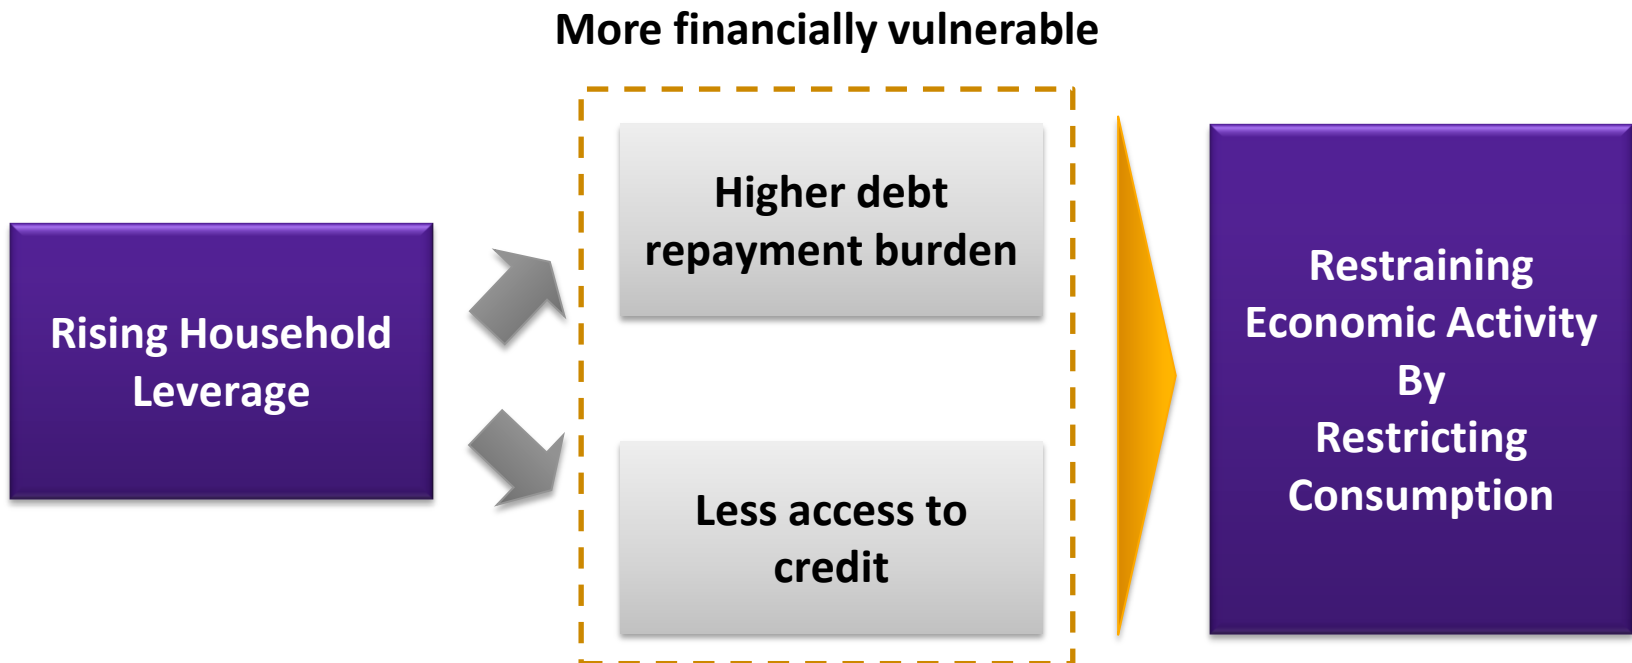 More financially vulnerable
Rising Household
Leverage
Higher debt
repayment burden
Less access to
credit
Restraining
Economic Activity
By
Restricting
Consumption